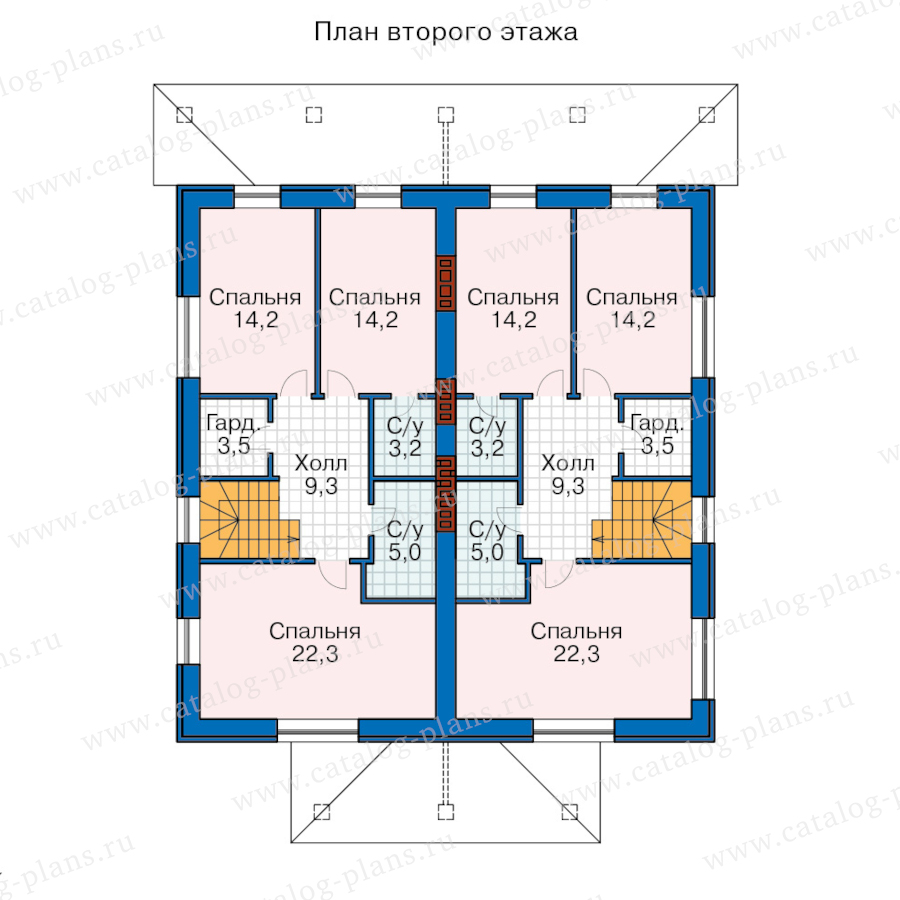 План второго этажа
Спальня
14,2
Спальня
14,2
Спальня
14,2
Спальня
14,2
Гард.
3,5
Холл
9,3
С/у
3,2
С/у
3,2
Холл
9,3
Гард.
3,5
С/у
5,0
С/у
5,0
Спальня
22,3
Спальня
22,3
www.catalog-plans.ru